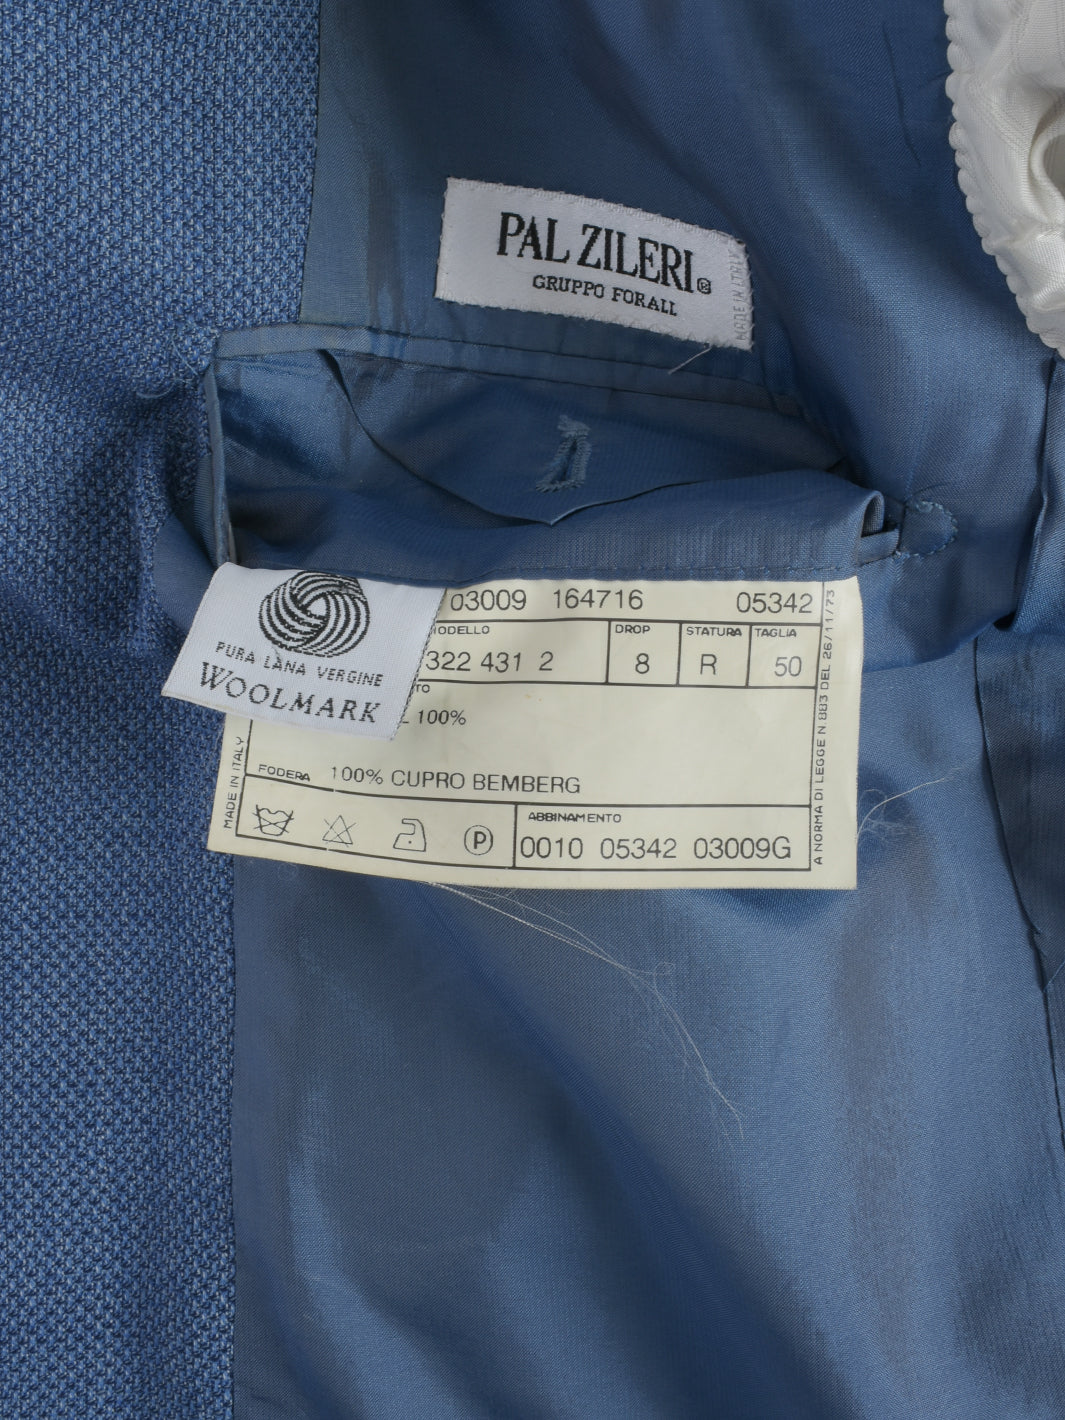 PAL ZILERI®
GRUPPO FORALL
MADE IN ITALY
PURA LANA VERGINE
WOOLMARK
03009 164716 05342
DROP STATURA TAGLIA
322 431 2 8 R 50
100%
FODERA 100% CUPRO BEMBERG
ABBINAMENTO
P
0010 05342 03009G
MADE IN ITALY
A NORMA DI LEGGE N 883 DEL 26/11/73